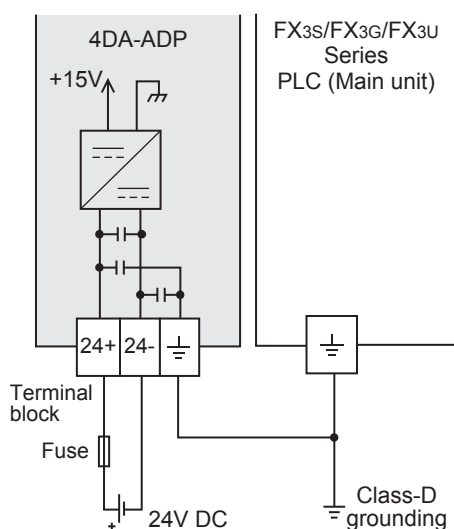 4DA-ADP
+15V
FX3S/FX3G/FX3U
Series
PLC (Main unit)
24+
24-
Terminal
block
Fuse
+
24V DC
Class-D
grounding